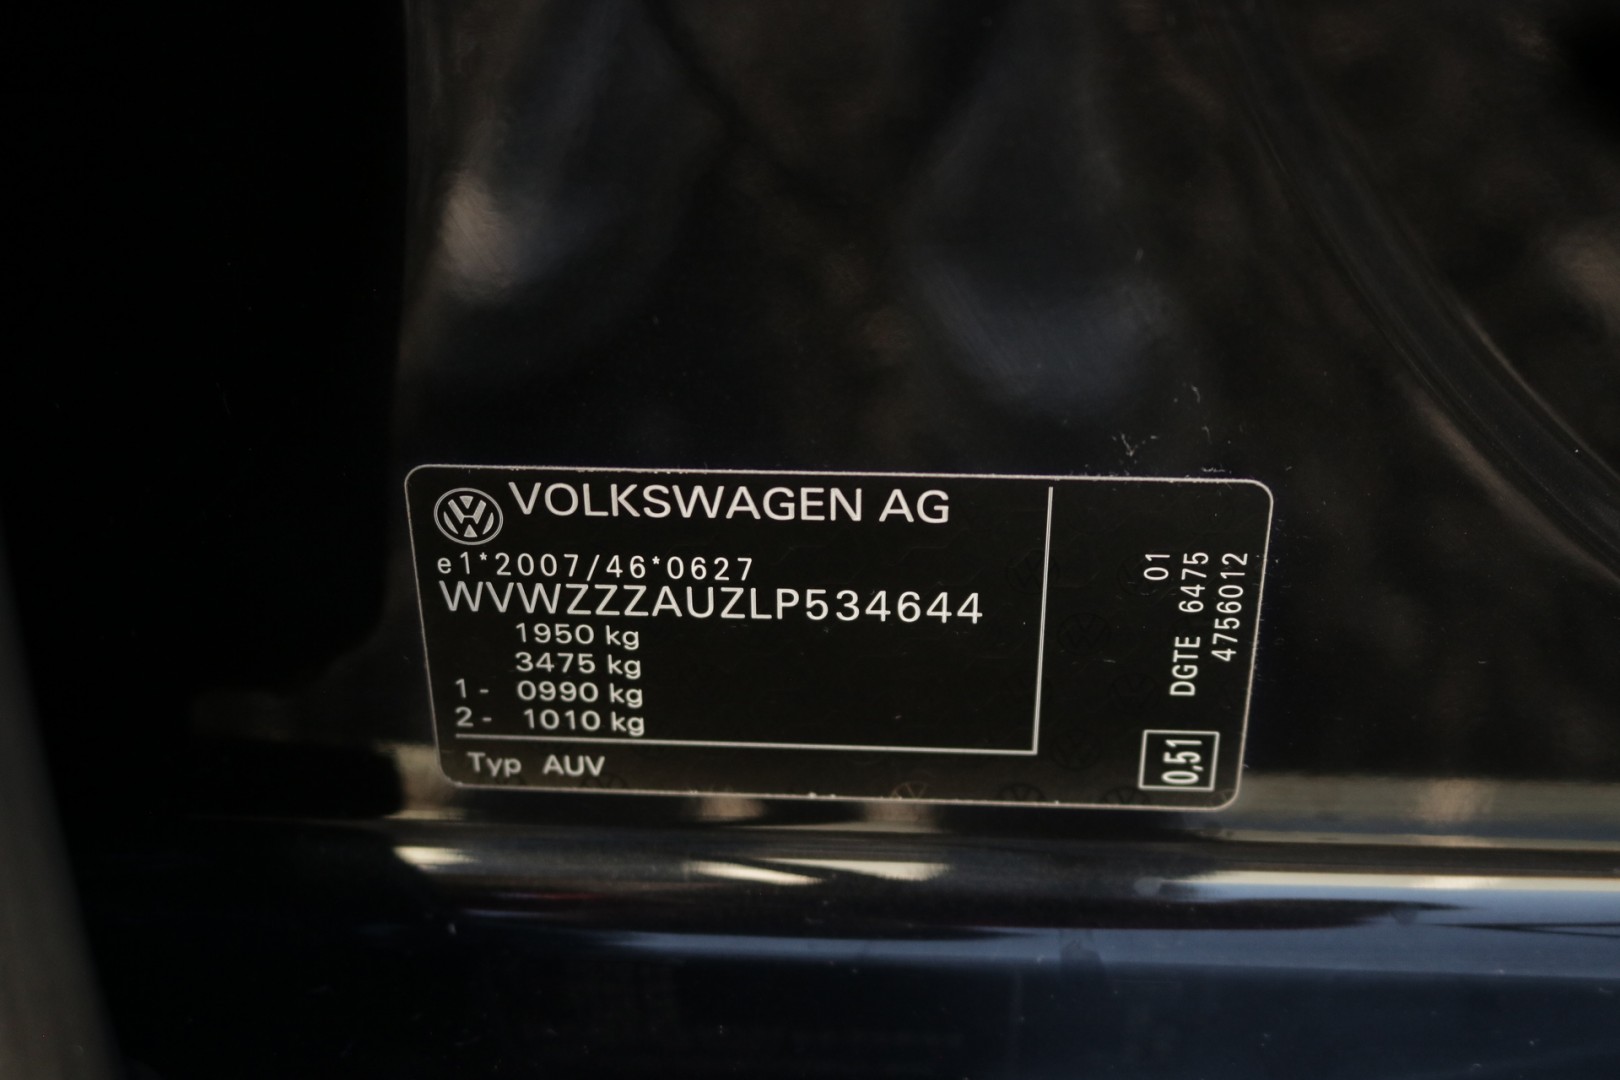 VOLKSWAGEN AG
e1*2007/46*0627
WVWZZZAUZLP534644
1950 kg
3475 kg
1- 0990 kg
2- 1010 kg
Typ AUV
01
DGTE 6475
4756012
0,51